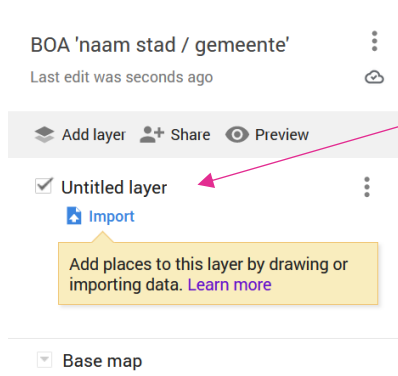 BOA 'naam stad / gemeente'
Last edit was seconds ago
Add layer Share Preview
Untitled layer
Import
Add places to this layer by drawing or
importing data. Learn more
Base map